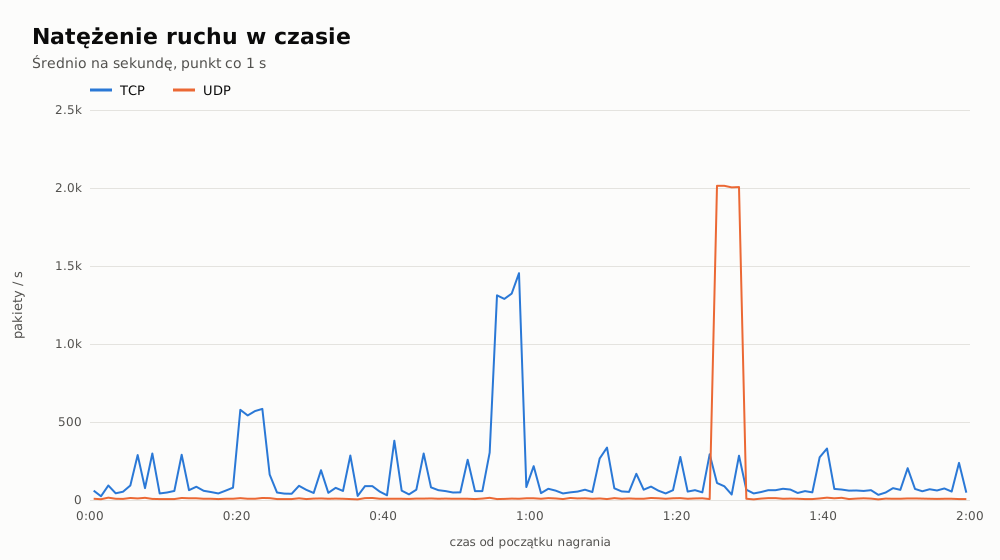 Natężenie ruchu w czasie
Średnio na sekundę, punkt co 1 s
TCP UDP
2.5k
2.0k
1.5k
1.0k
500
0
pakiety / s
0:00 0:20 0:40 1:00 1:20 1:40 2:00
czas od początku nagrania